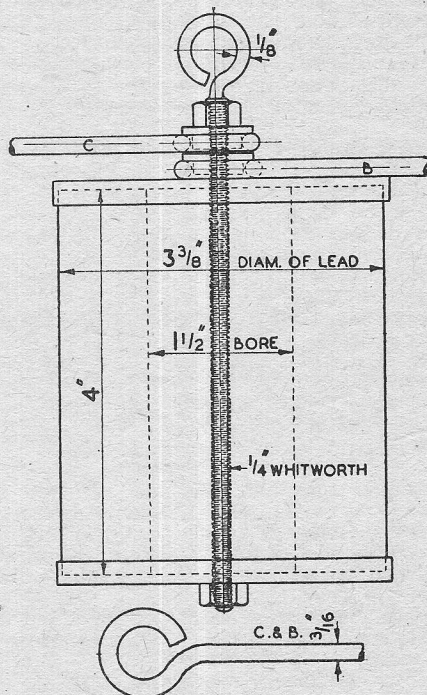 1/8"
C
B
3 3/8" DIAM. OF LEAD
1 1/2" BORE
4"
1/4" WHITWORTH
C. & B. 3/16"